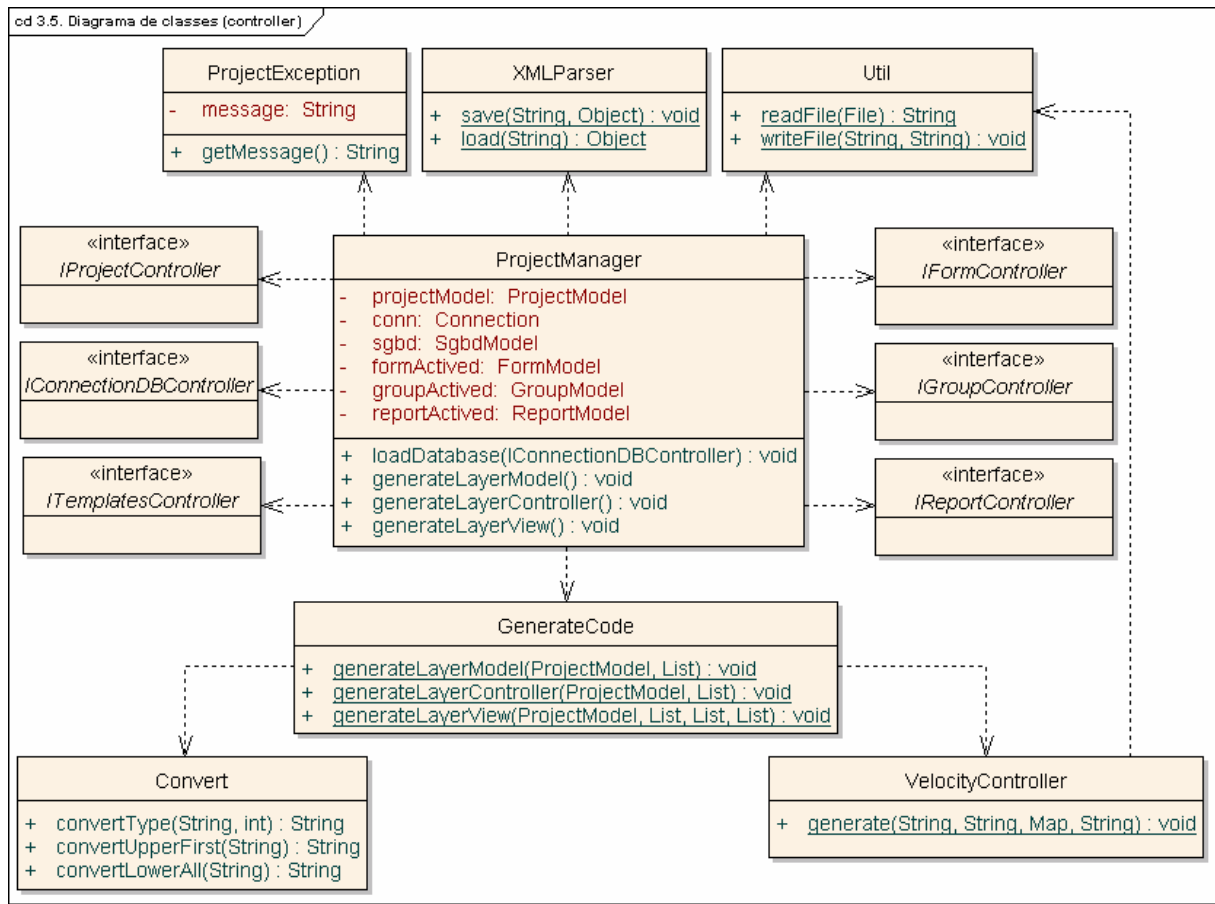 cd 3.5. Diagrama de classes (controller)
ProjectException
- message: String
+ getMessage() : String
XMLParser
+ save(String, Object) : void
+ load(String) : Object
Util
+ readFile(File) : String
+ writeFile(String, String) : void
«interface»
IProjectController
«interface»
IConnectionDBController
«interface»
ITemplatesController
ProjectManager
- projectModel: ProjectModel
- conn: Connection
- sgbd: SgbdModel
- formActived: FormModel
- groupActived: GroupModel
- reportActived: ReportModel
+ loadDatabase(IConnectionDBController) : void
+ generateLayerModel() : void
+ generateLayerController() : void
+ generateLayerView() : void
«interface»
IFormController
«interface»
IGroupController
«interface»
IReportController
GenerateCode
+ generateLayerModel(ProjectModel, List) : void
+ generateLayerController(ProjectModel, List) : void
+ generateLayerView(ProjectModel, List, List, List) : void
Convert
+ convertType(String, int) : String
+ convertUpperFirst(String) : String
+ convertLowerAll(String) : String
VelocityController
+ generate(String, String, Map, String) : void